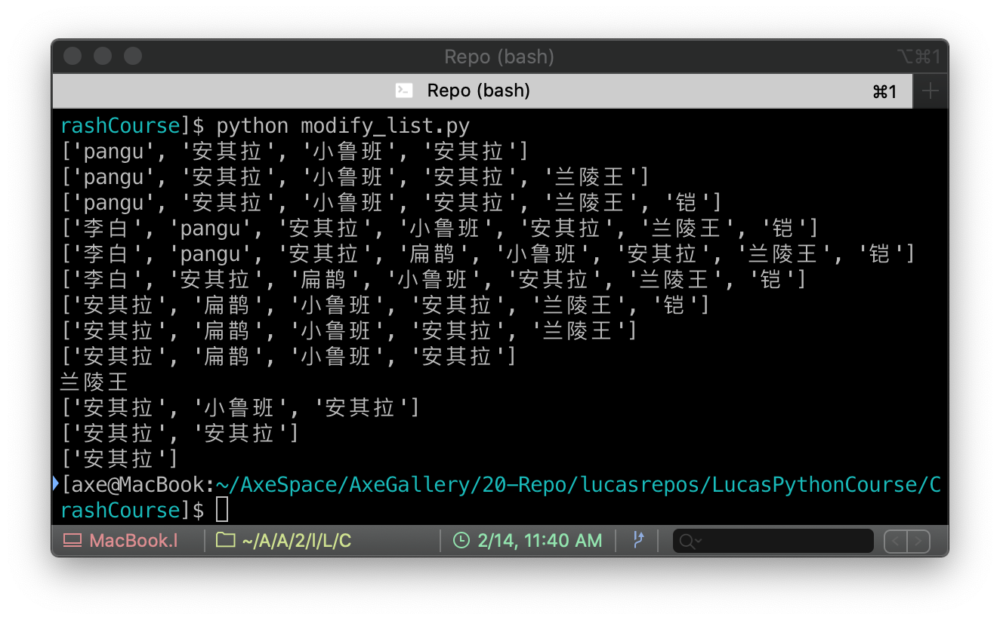 Repo (bash)
⌥⌘1
Repo (bash)
⌘1
rashCourse]$ python modify_list.py
['pangu', '安其拉', '小鲁班', '安其拉']
['pangu', '安其拉', '小鲁班', '安其拉', '兰陵王']
['pangu', '安其拉', '小鲁班', '安其拉', '兰陵王', '铠']
['李白', 'pangu', '安其拉', '小鲁班', '安其拉', '兰陵王', '铠']
['李白', 'pangu', '安其拉', '扁鹊', '小鲁班', '安其拉', '兰陵王', '铠']
['李白', '安其拉', '扁鹊', '小鲁班', '安其拉', '兰陵王', '铠']
['安其拉', '扁鹊', '小鲁班', '安其拉', '兰陵王', '铠']
['安其拉', '扁鹊', '小鲁班', '安其拉', '兰陵王']
['安其拉', '扁鹊', '小鲁班', '安其拉']
兰陵王
['安其拉', '小鲁班', '安其拉']
['安其拉', '安其拉']
['安其拉']
[axe@MacBook:~/AxeSpace/AxeGallery/20-Repo/lucasrepos/LucasPythonCourse/C
rashCourse]$
MacBook.l
~/A/A/2/l/L/C
2/14, 11:40 AM